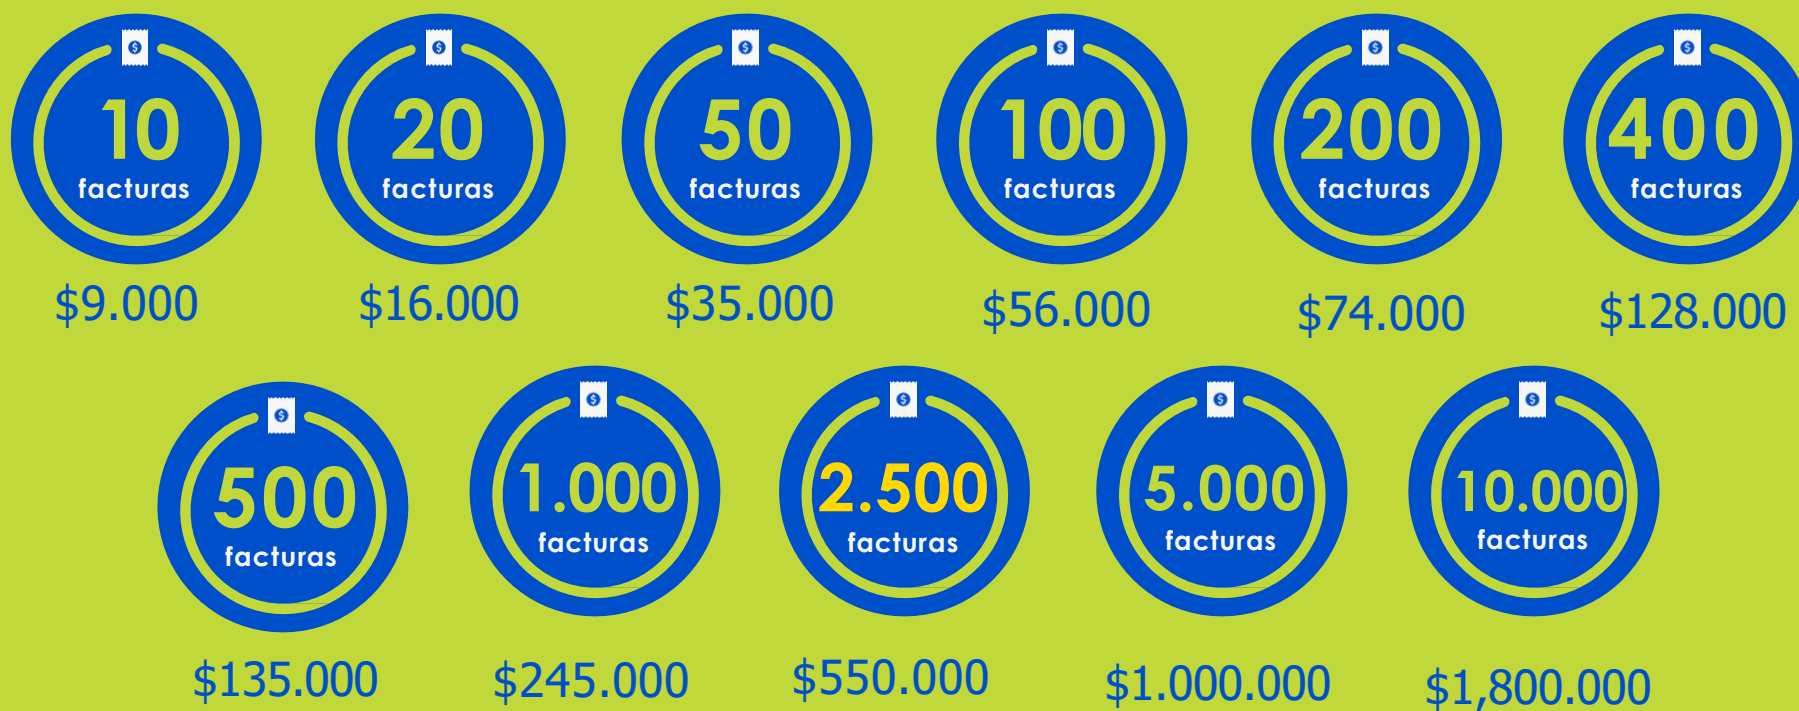 10 facturas
$9.000
20 facturas
$16.000
50 facturas
$35.000
100 facturas
$56.000
200 facturas
$74.000
400 facturas
$128.000
500 facturas
$135.000
1.000 facturas
$245.000
2.500 facturas
$550.000
5.000 facturas
$1.000.000
10.000 facturas
$1,800.000